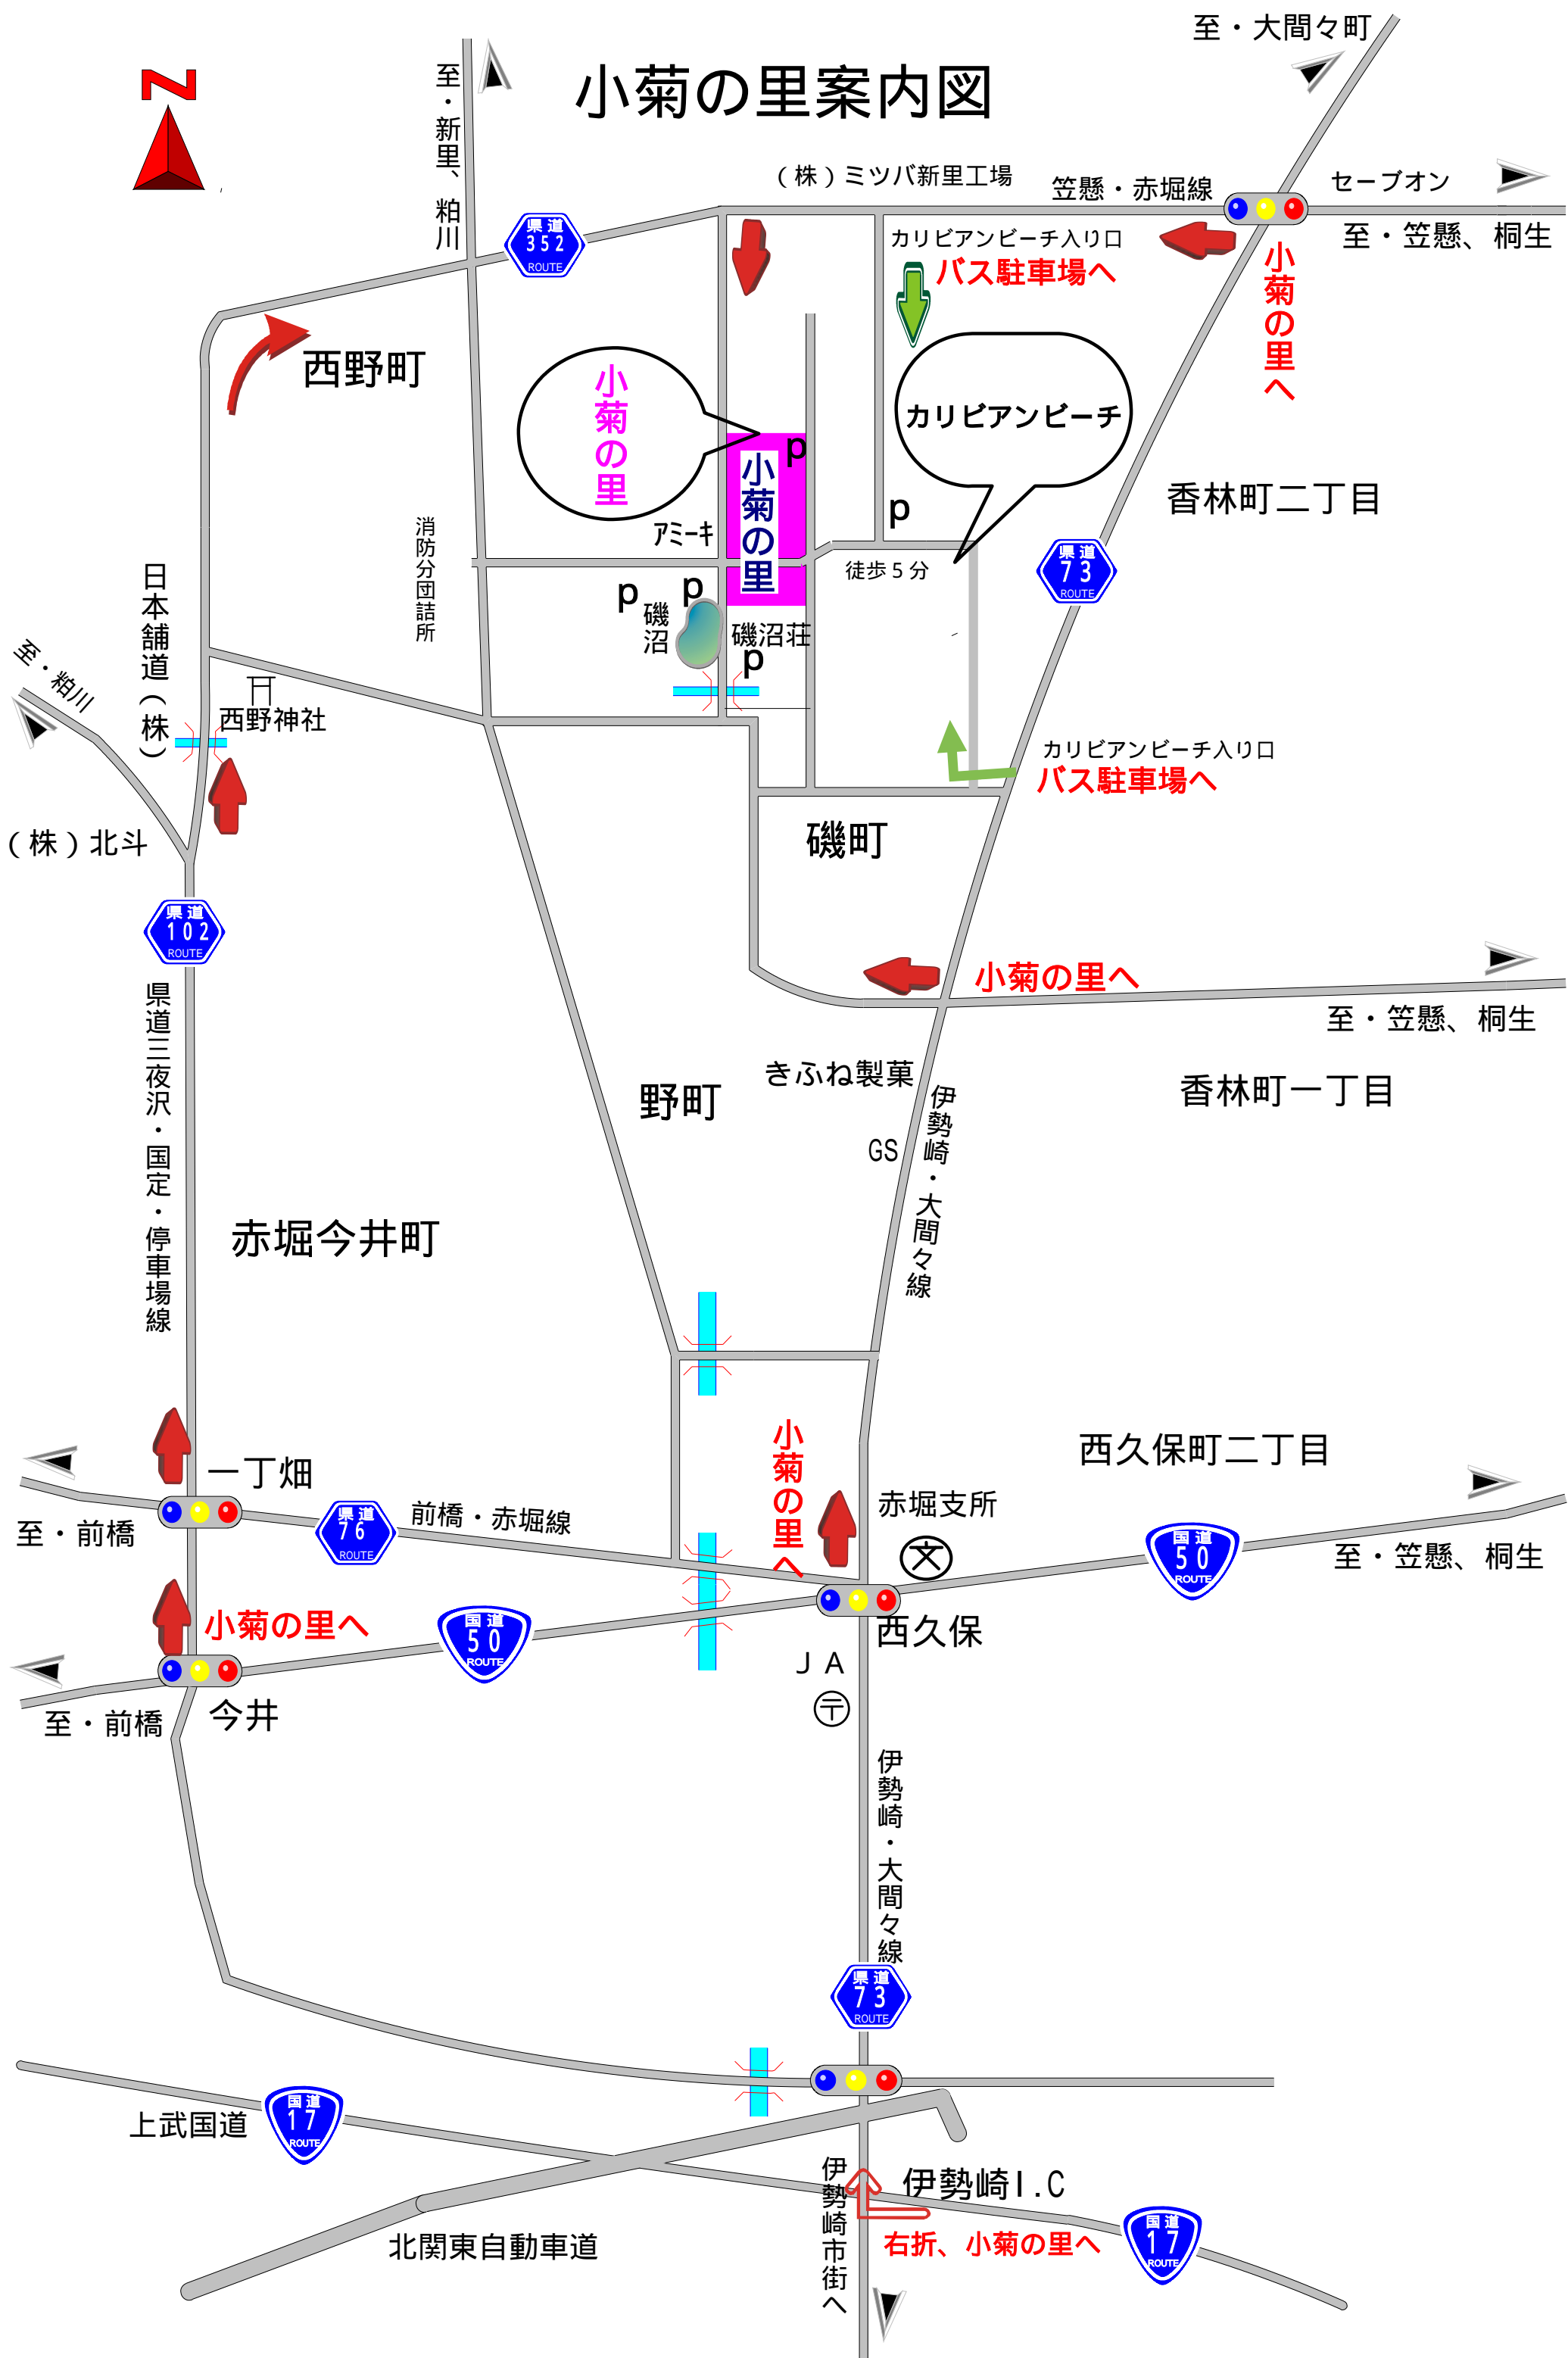 小菊の里案内図
至・大間々町
N
至・新里、粕川
(株)ミツバ新里工場
笠懸・赤堀線
セーブオン
至・笠懸、桐生
県道
352
ROUTE
カリビアンビーチ入り口
バス駐車場へ
小菊の里へ
西野町
小菊の里
カリビアンビーチ
p
小菊の里
香林町二丁目
p
アミーキ
消防分団詰所
徒歩5分
県道
73
ROUTE
日本舗道(株)
p
p
磯沼
磯沼荘
p
至・粕川
西野神社
カリビアンビーチ入り口
バス駐車場へ
(株)北斗
磯町
県道
102
ROUTE
小菊の里へ
県道三夜沢・国定・停車場線
至・笠懸、桐生
きふね製菓
野町
香林町一丁目
伊勢崎・大間々線
GS
赤堀今井町
小菊の里へ
西久保町二丁目
一丁畑
至・前橋
県道
76
ROUTE
前橋・赤堀線
赤堀支所
文
国道
50
ROUTE
至・笠懸、桐生
小菊の里へ
国道
50
ROUTE
西久保
JA
〒
至・前橋
今井
伊勢崎・大間々線
県道
73
ROUTE
上武国道
国道
17
ROUTE
伊勢崎市街へ
伊勢崎I.C
北関東自動車道
右折、小菊の里へ
国道
17
ROUTE